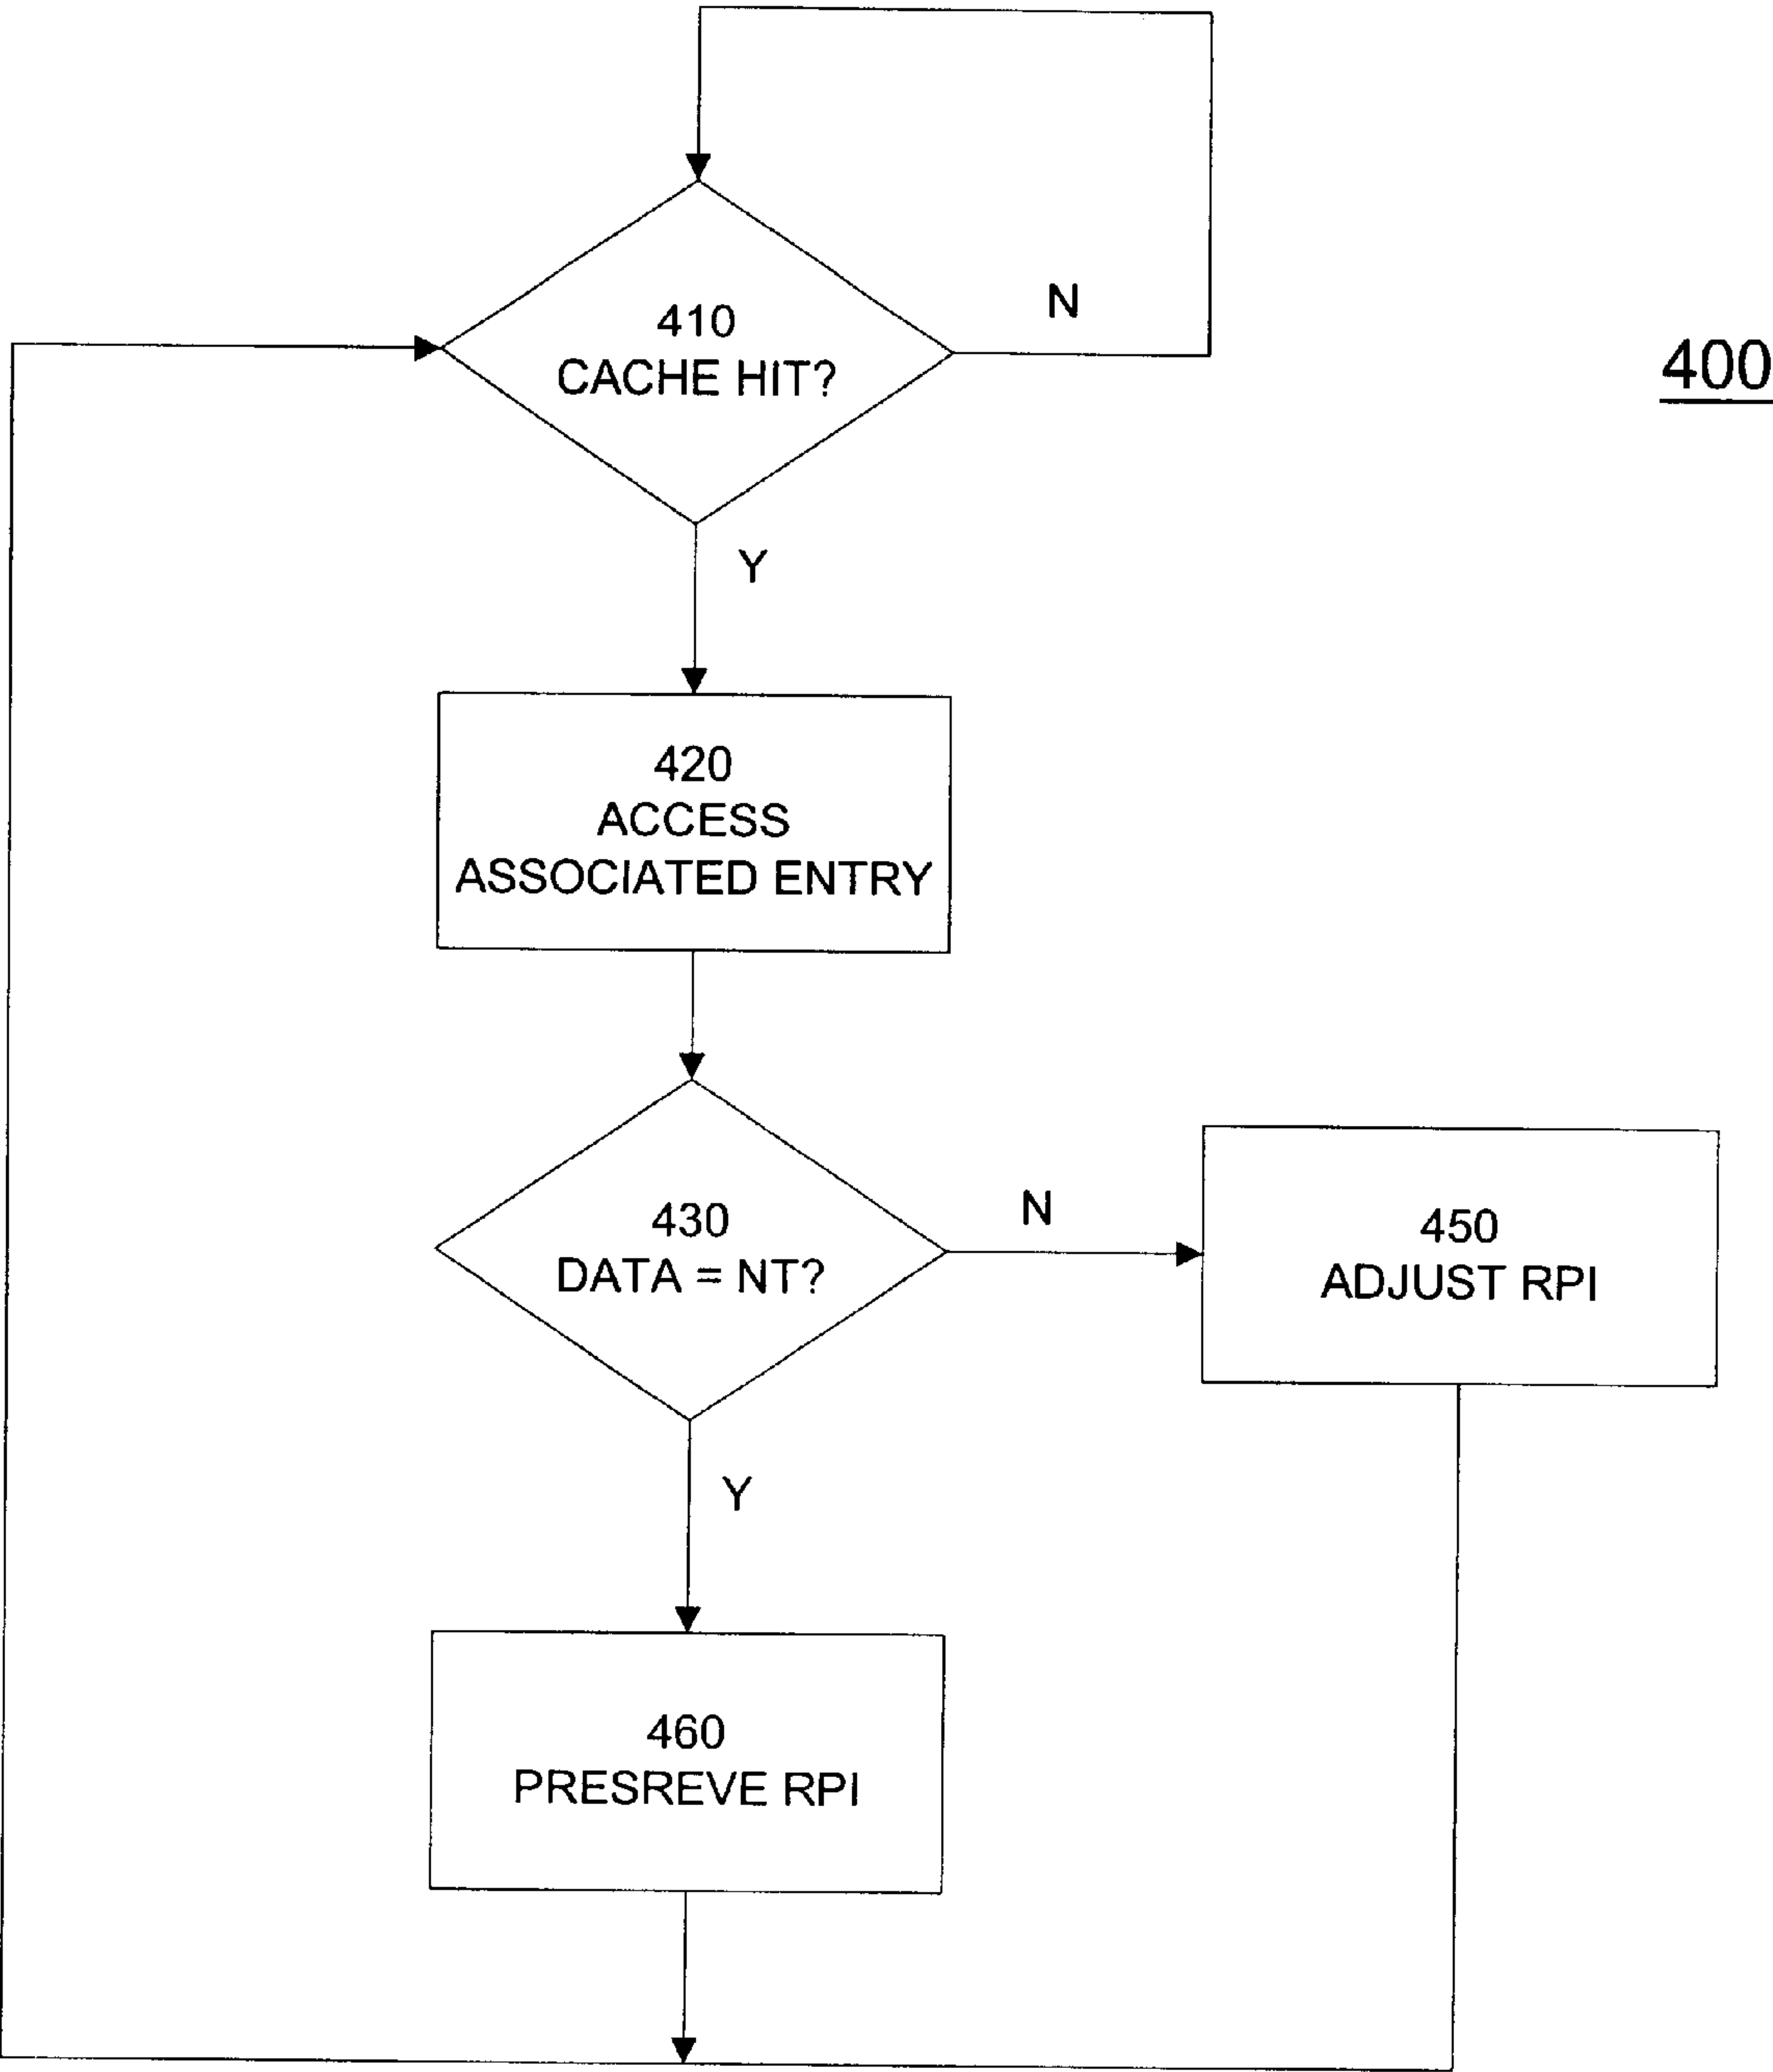 410
CACHE HIT?
N
400
Y
420
ACCESS
ASSOCIATED ENTRY
430
DATA = NT?
N
450
ADJUST RPI
Y
460
PRESREVE RPI